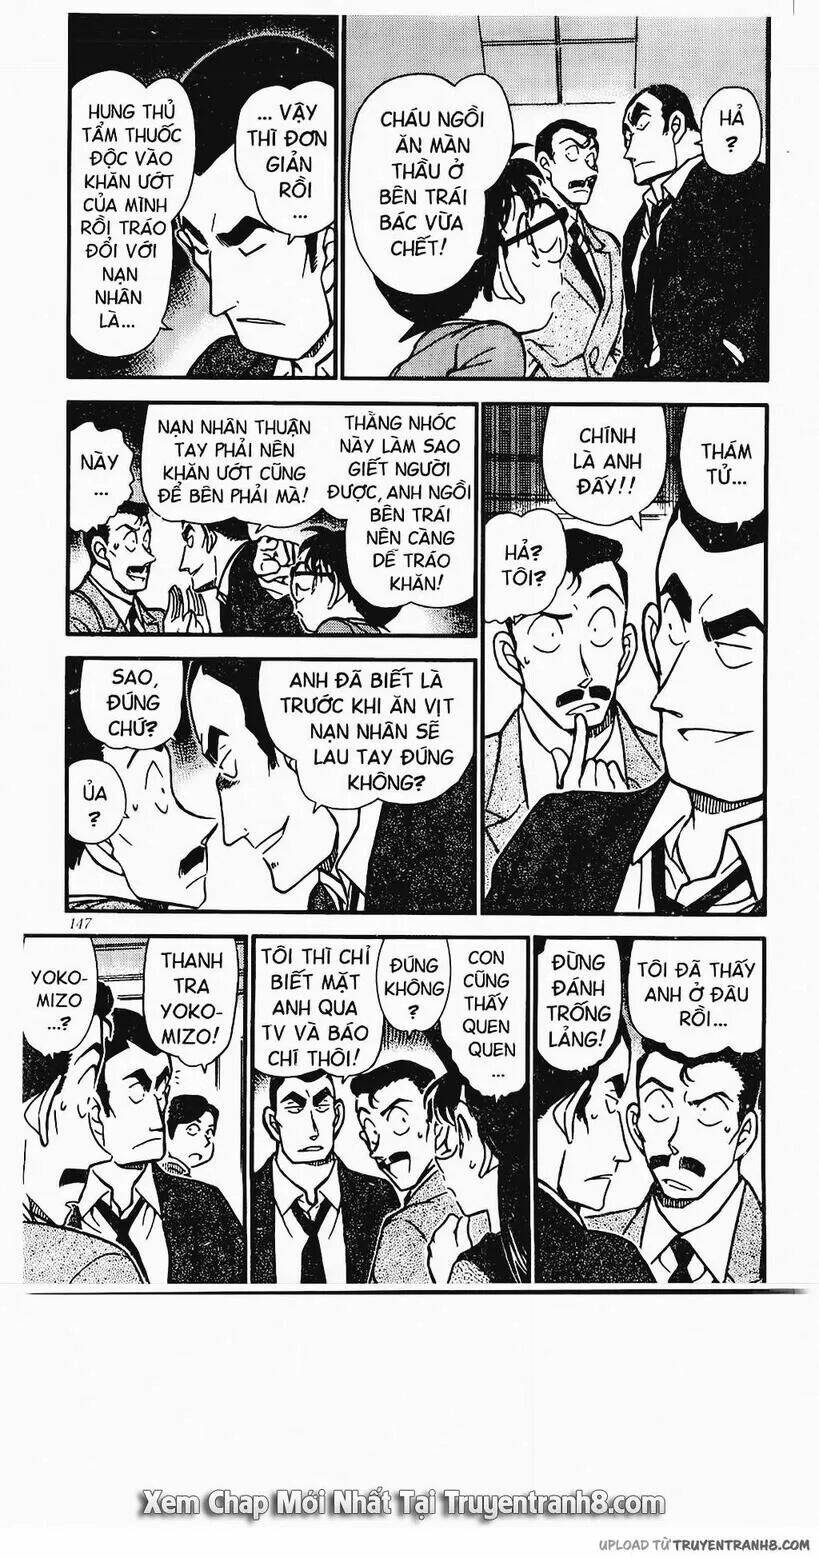 HẢ
?
CHÁU NGỒI
ĂN MÀN
THẦU Ở
BÊN TRÁI
BÁC VỪA
CHẾT!
... VẬY
THÌ ĐƠN
GIẢN
RỒI
...
HUNG THỦ
TẨM THUỐC
ĐỘC VÀO
KHĂN ƯỚT
CỦA MÌNH
RỒI TRÁO
ĐỔI VỚI
NẠN
NHÂN
LÀ...
THÁM
TỬ...
CHÍNH
LÀ ANH
ĐẤY!!
HẢ?
TÔI?
THẰNG NHÓC
NÀY LÀM SAO
GIẾT NGƯỜI
ĐƯỢC, ANH NGỒI
BÊN TRÁI
NÊN CÀNG
DỄ TRÁO
KHĂN!
NẠN NHÂN THUẬN
TAY PHẢI NÊN
KHĂN ƯỚT CŨNG
ĐỂ BÊN PHẢI MÀ!
NÀY
...
ANH ĐÃ BIẾT LÀ
TRƯỚC KHI ĂN VỊT
NẠN NHÂN SẼ
LAU TAY ĐÚNG
KHÔNG?
SAO,
ĐÚNG
CHỨ?
ỦA
?
147
TÔI ĐÃ THẤY
ANH Ở ĐÂU
RỒI...
ĐỪNG
ĐÁNH
TRỐNG
LẢNG!
CON
CŨNG
THẤY
QUEN
QUEN
...
ĐÚNG
KHÔNG
?
TÔI THÌ CHỈ
BIẾT MẶT
ANH QUA
TV VÀ BÁO
CHÍ THÔI!
THANH
TRA
YOKO-
MIZO!
YOKO-
MIZO
...?
Xem Chap Mới Nhất Tại Truyentranh8.com
UPLOAD TỪ TRUYENTRANH8.COM